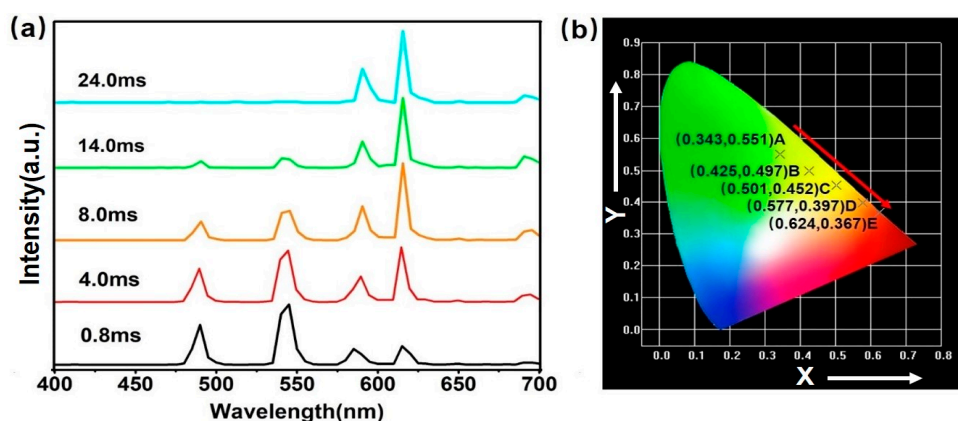 (a)
24.0ms
14.0ms
8.0ms
4.0ms
0.8ms
Intensity(a.u.)
400 450 500 550 600 650 700
Wavelength(nm)
(b)
0.9
0.8
0.7
0.6
0.5
0.4
0.3
0.2
0.1
0.0
(0.343,0.551)A
(0.425,0.497)B
(0.501,0.452)C
(0.577,0.397)D
(0.624,0.367)E
Y
0.0 0.1 0.2 0.3 0.4 0.5 0.6 0.7 0.8
X